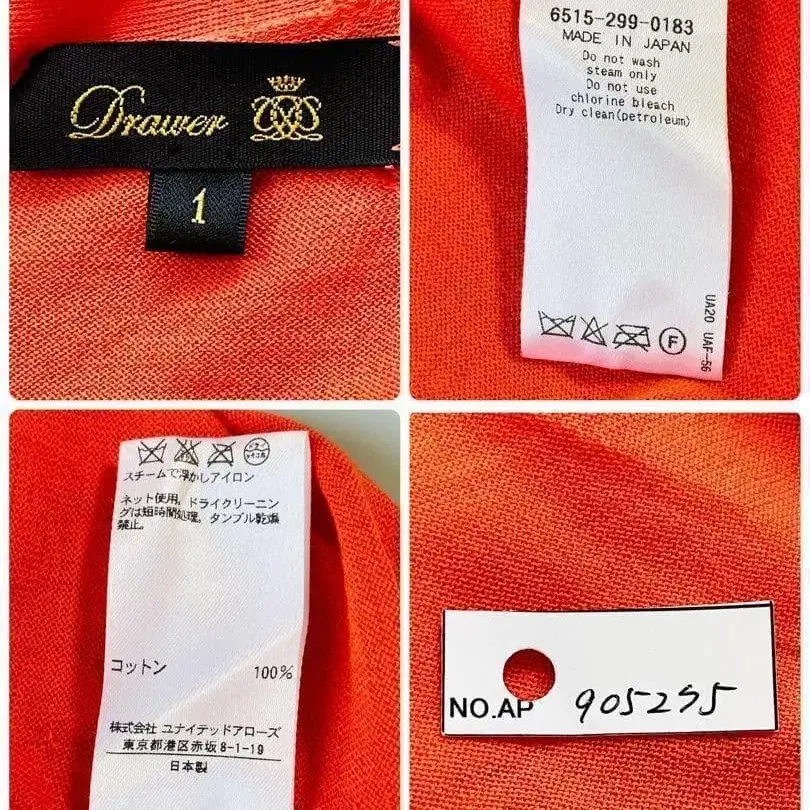 Drawer
1
6515-299-0183
MADE IN JAPAN
Do not wash
steam only
Do not use
chlorine bleach
Dry clean(petroleum)
F
UA20 UAF-56
スチームで浮かしアイロン
ネット使用。ドライクリーニン
グは短時間処理。タンブル乾燥
禁止。
コットン 100%
株式会社 ユナイテッドアローズ
東京都港区赤坂8-1-19
日本製
NO.AP 905295